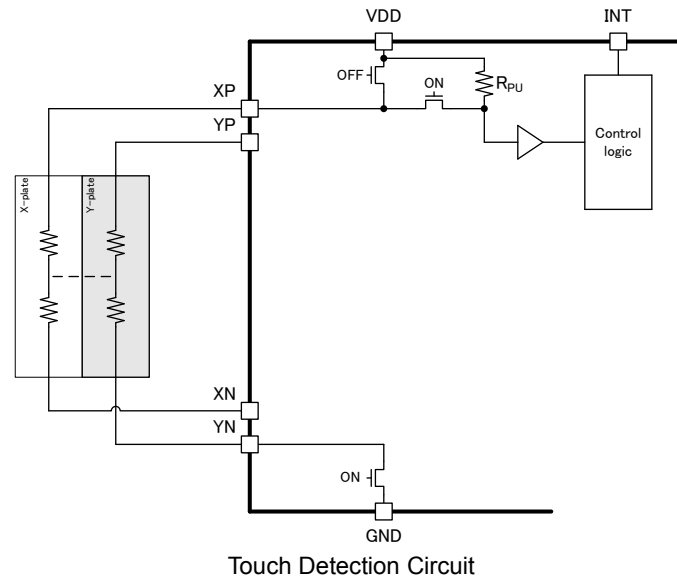 VDD
INT
OFF
ON
RPU
XP
YP
Control
logic
X-plate
Y-plate
XN
YN
ON
GND
Touch Detection Circuit